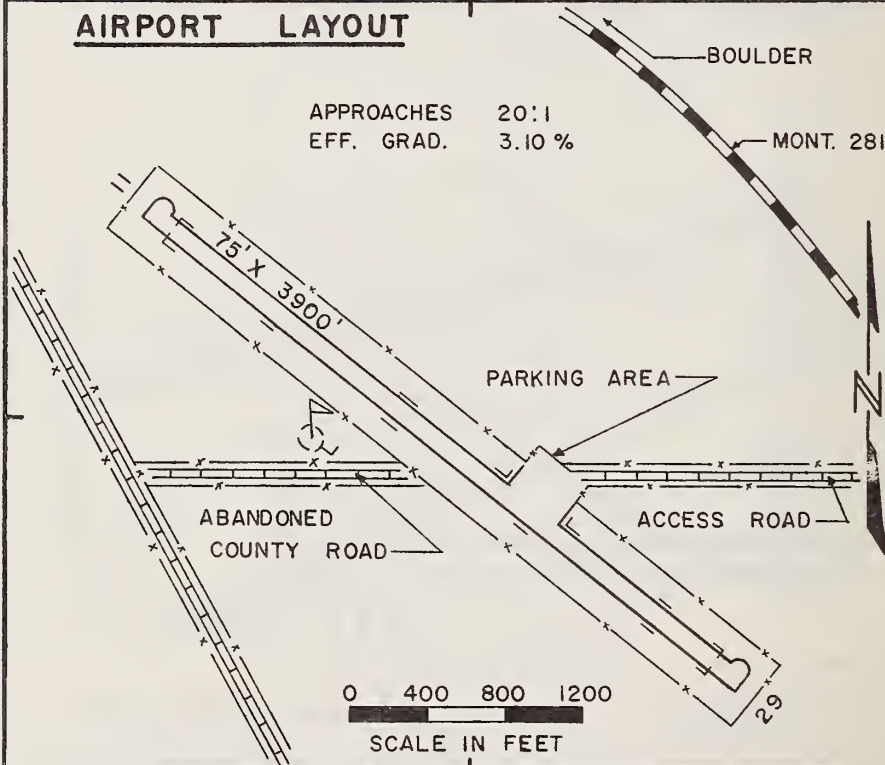 AIRPORT LAYOUT
BOULDER
APPROACHES 20:1
EFF. GRAD. 3.10 %
MONT. 281
11
75' X 3900'
PARKING AREA
N
ABANDONED
COUNTY ROAD
ACCESS ROAD
0 400 800 1200
SCALE IN FEET
29